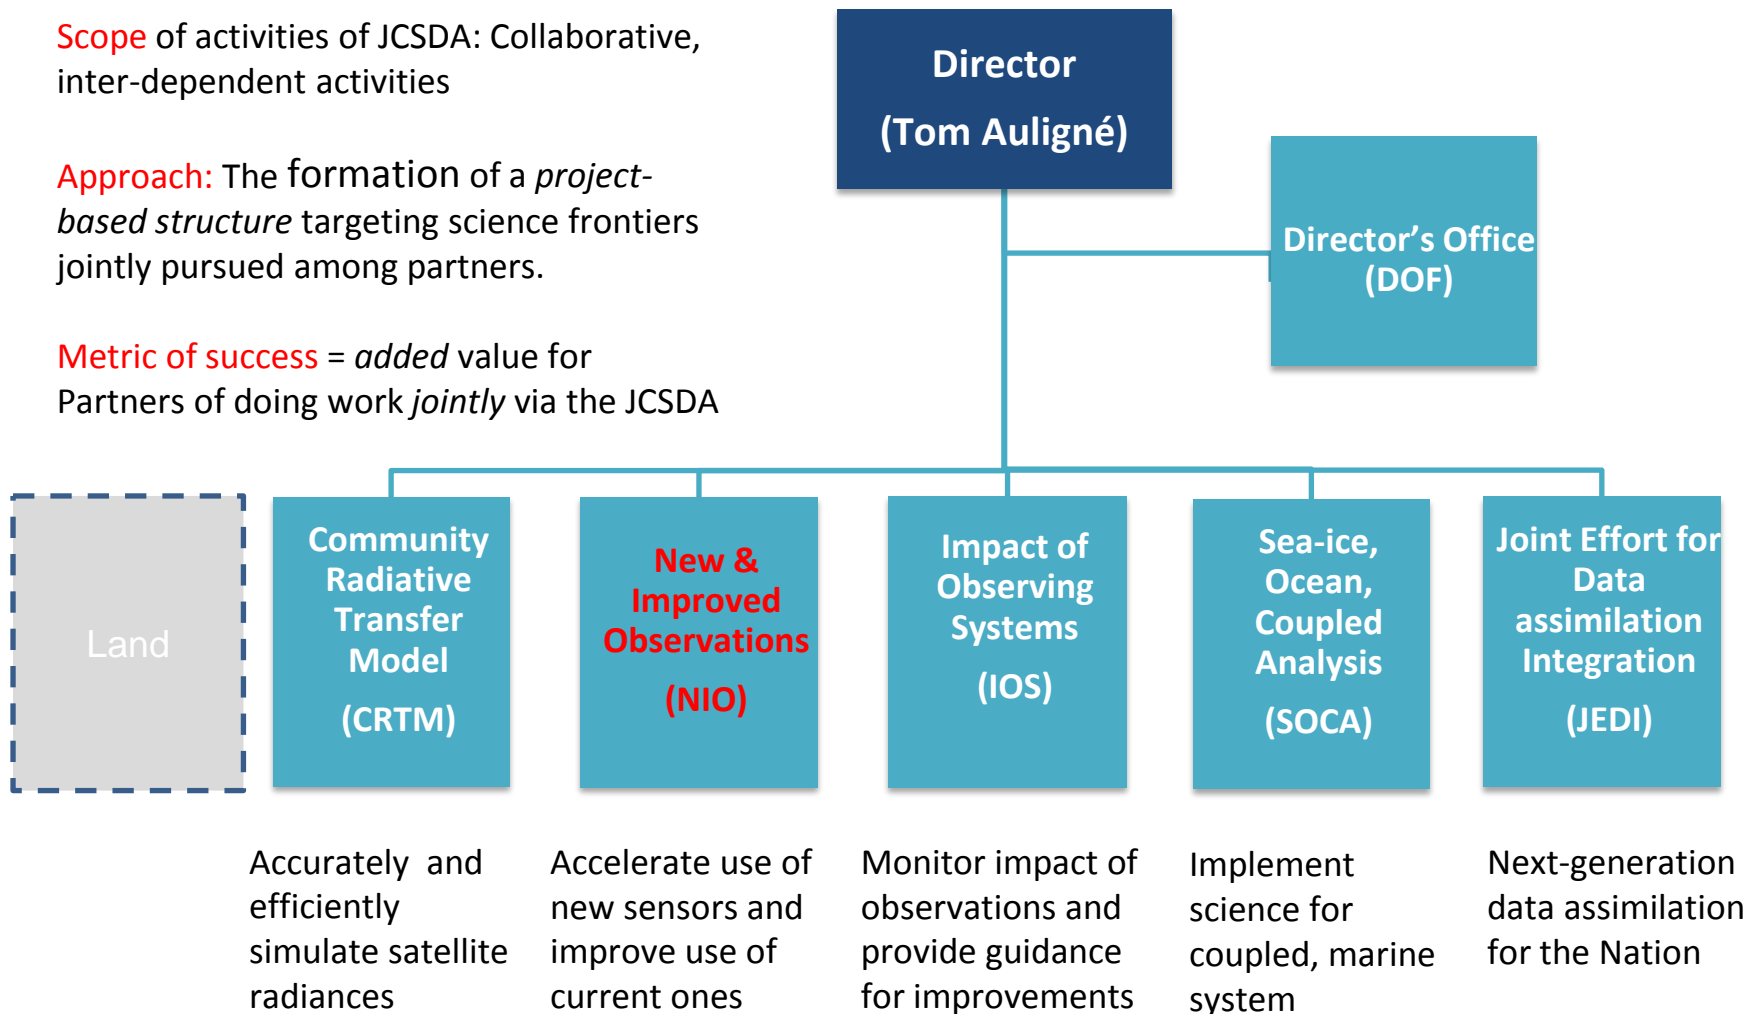 Scope of activities of JCSDA: Collaborative,
inter-dependent activities
Approach: The formation of a project-
based structure targeting science frontiers
jointly pursued among partners.
Metric of success = added value for
Partners of doing work jointly via the JCSDA
Director
(Tom Auligné)
Director’s Office
(DOF)
Land
Community
Radiative
Transfer
Model
(CRTM)
New &
Improved
Observations
(NIO)
Impact of
Observing
Systems
(IOS)
Sea-ice,
Ocean,
Coupled
Analysis
(SOCA)
Joint Effort for
Data
assimilation
Integration
(JEDI)
Accurately and
efficiently
simulate satellite
radiances
Accelerate use of
new sensors and
improve use of
current ones
Monitor impact of
observations and
provide guidance
for improvements
Implement
science for
coupled, marine
system
Next-generation
data assimilation
for the Nation